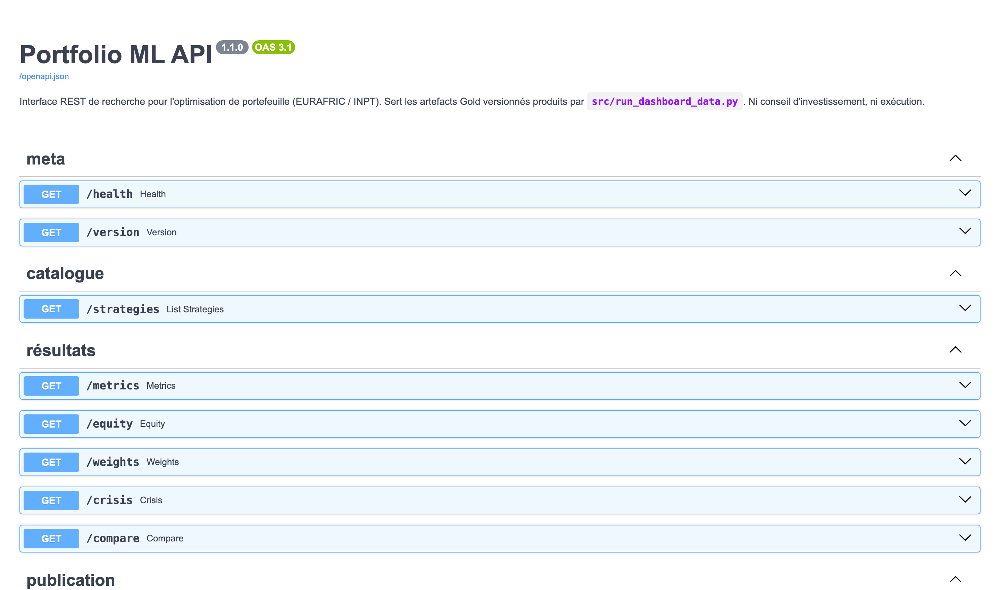 Portfolio ML API 1.1.0 OAS 3.1
/openapi.json
Interface REST de recherche pour l'optimisation de portefeuille (EURAFRIC / INPT). Sert les artefacts Gold versionnés produits par src/run_dashboard_data.py. Ni conseil d'investissement, ni exécution.
meta
GET /health Health
GET /version Version
catalogue
GET /strategies List Strategies
résultats
GET /metrics Metrics
GET /equity Equity
GET /weights Weights
GET /crisis Crisis
GET /compare Compare
publication